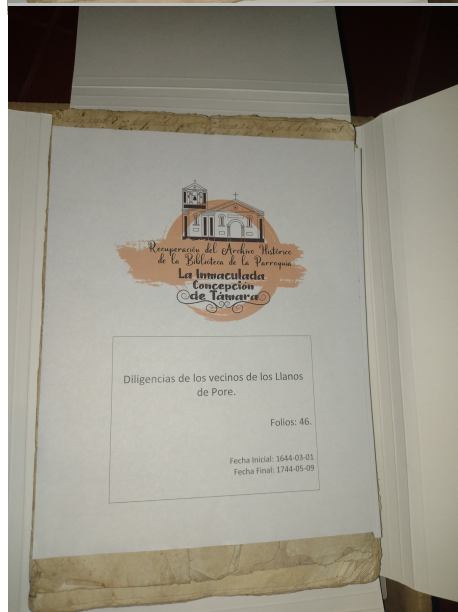 Recuperación del Archivo Histórico
de la Biblioteca de la Parroquia
La Inmaculada
Concepción
de Támara
Diligencias de los vecinos de los Llanos
de Pore.
Folios: 46.
Fecha Inicial: 1644-03-01
Fecha Final: 1744-05-09